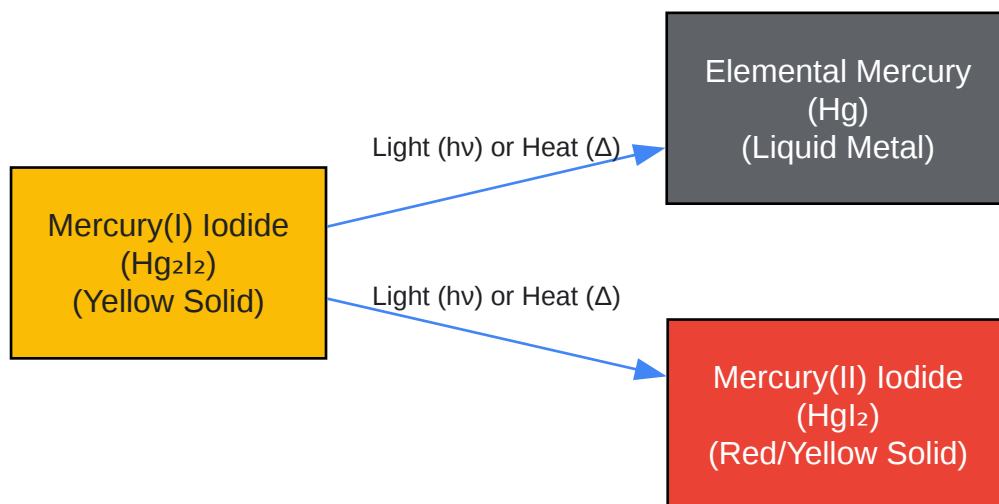 Elemental Mercury
(Hg)
(Liquid Metal)
Light (hν) or Heat (Δ)
Mercury(I) Iodide
(Hg₂I₂)
(Yellow Solid)
Light (hν) or Heat (Δ)
Mercury(II) Iodide
(HgI₂)
(Red/Yellow Solid)